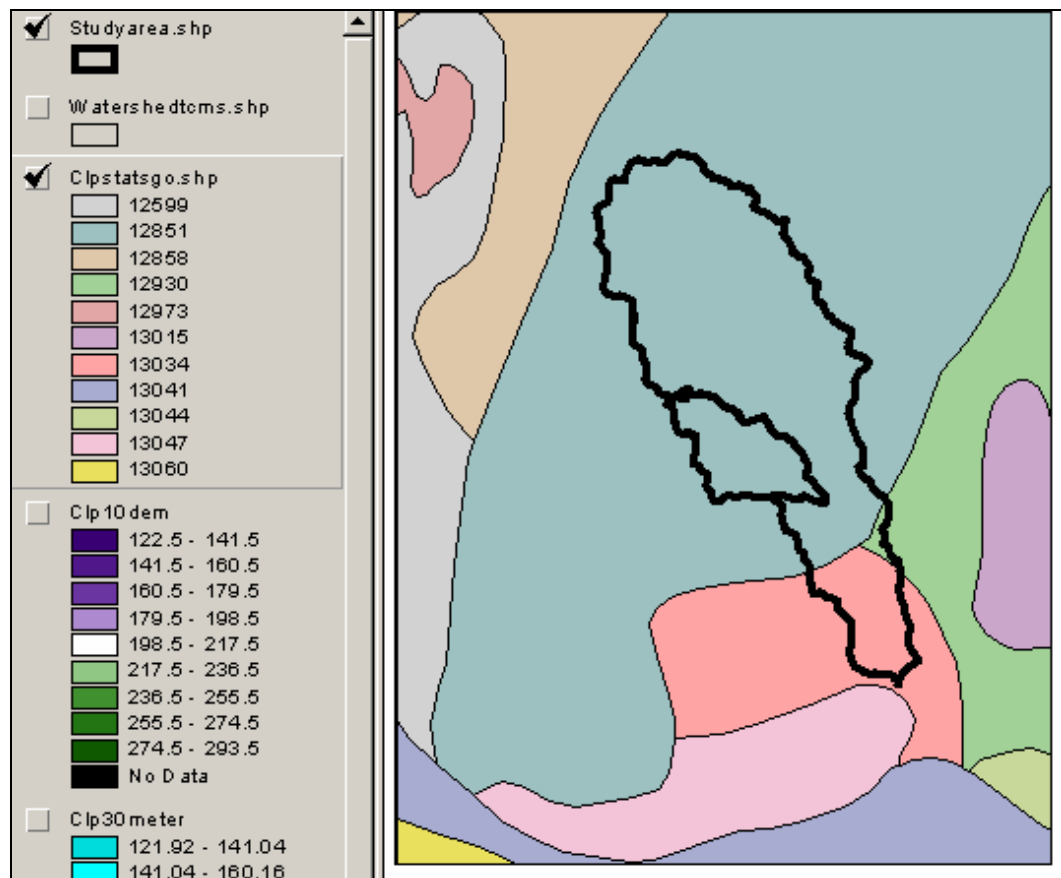 Studyarea.shp
Watershedtcms.shp
Clpstatsgo.shp
12599
12851
12858
12930
12973
13015
13034
13041
13044
13047
13060
Clp10dem
122.5 - 141.5
141.5 - 160.5
160.5 - 179.5
179.5 - 198.5
198.5 - 217.5
217.5 - 236.5
236.5 - 255.5
255.5 - 274.5
274.5 - 293.5
No Data
Clp30meter
121.92 - 141.04
141.04 - 160.16